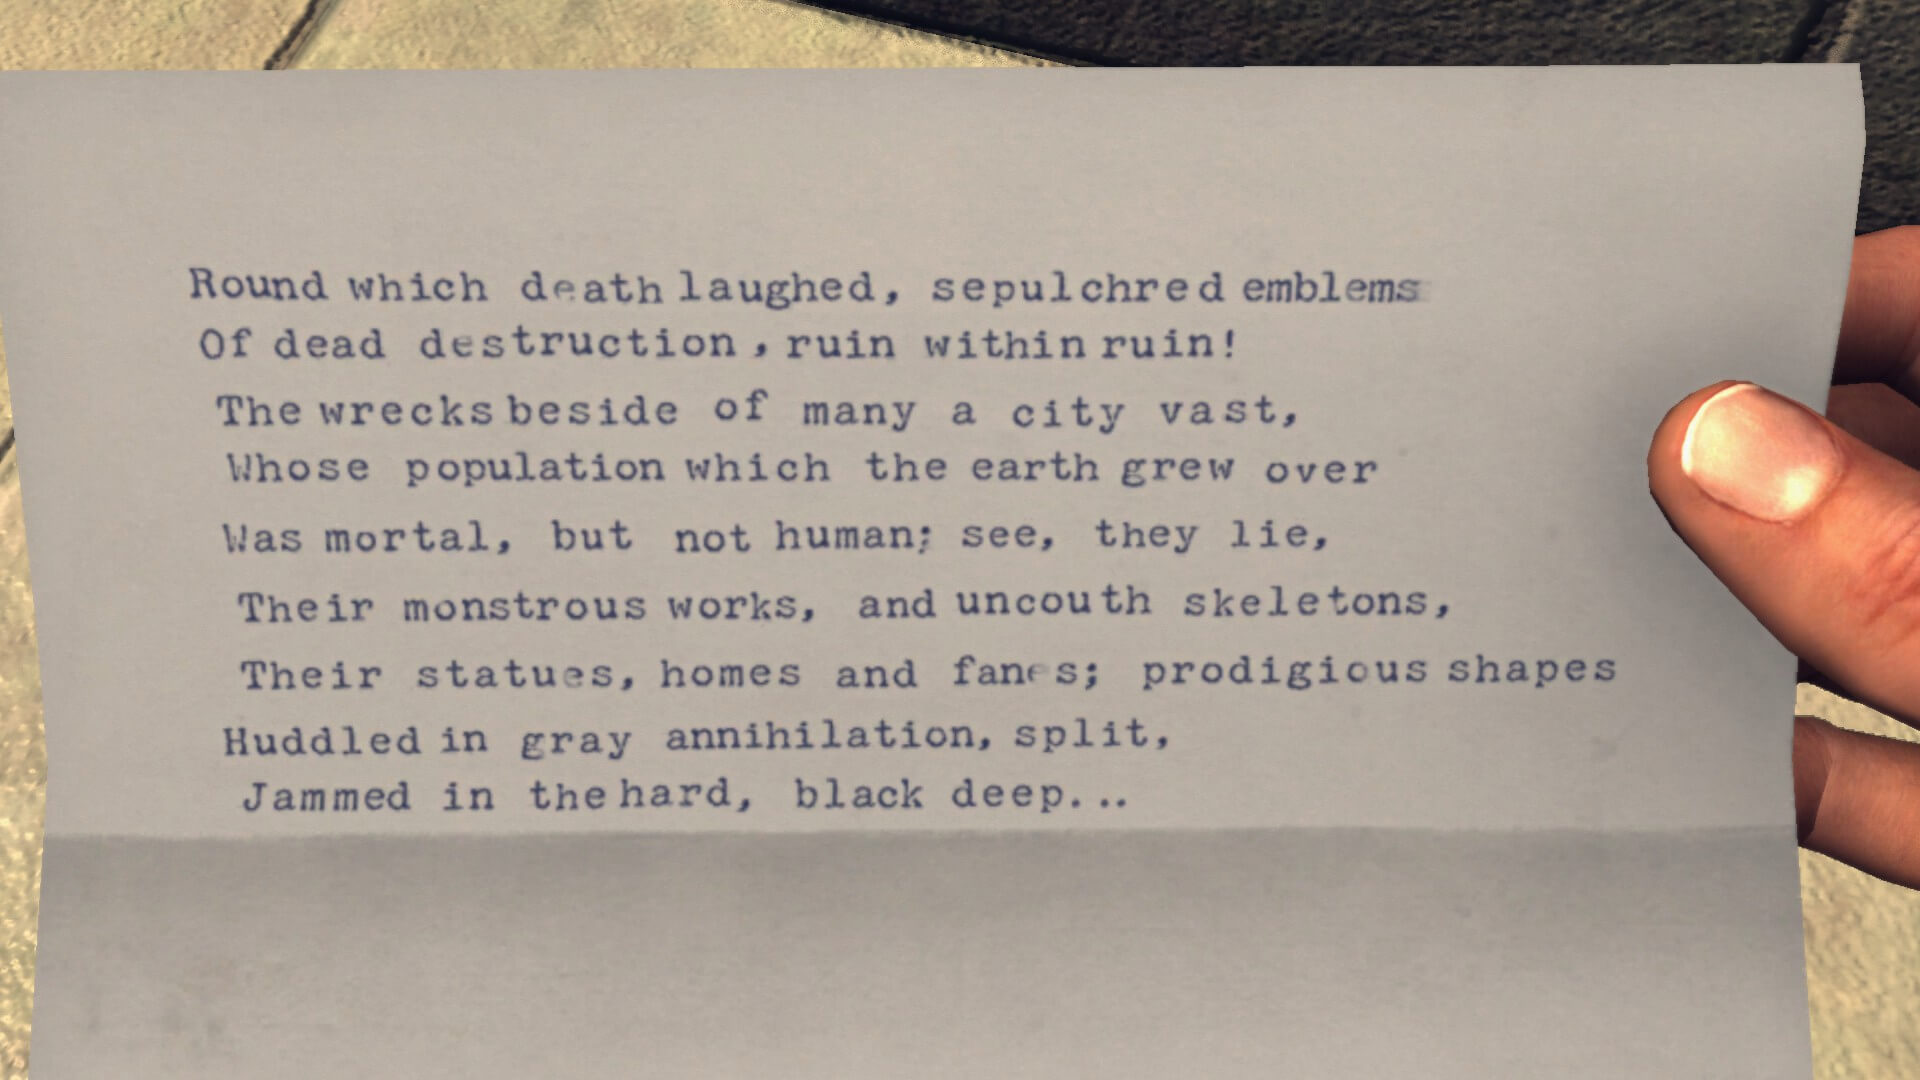 Round which death laughed, sepulchred emblems
Of dead destruction, ruin within ruin!
The wrecks beside of many a city vast,
Whose population which the earth grew over
Was mortal, but not human; see, they lie,
Their monstrous works, and uncouth skeletons,
Their statues, homes and fanes; prodigious shapes
Huddled in gray annihilation, split,
Jammed in the hard, black deep...